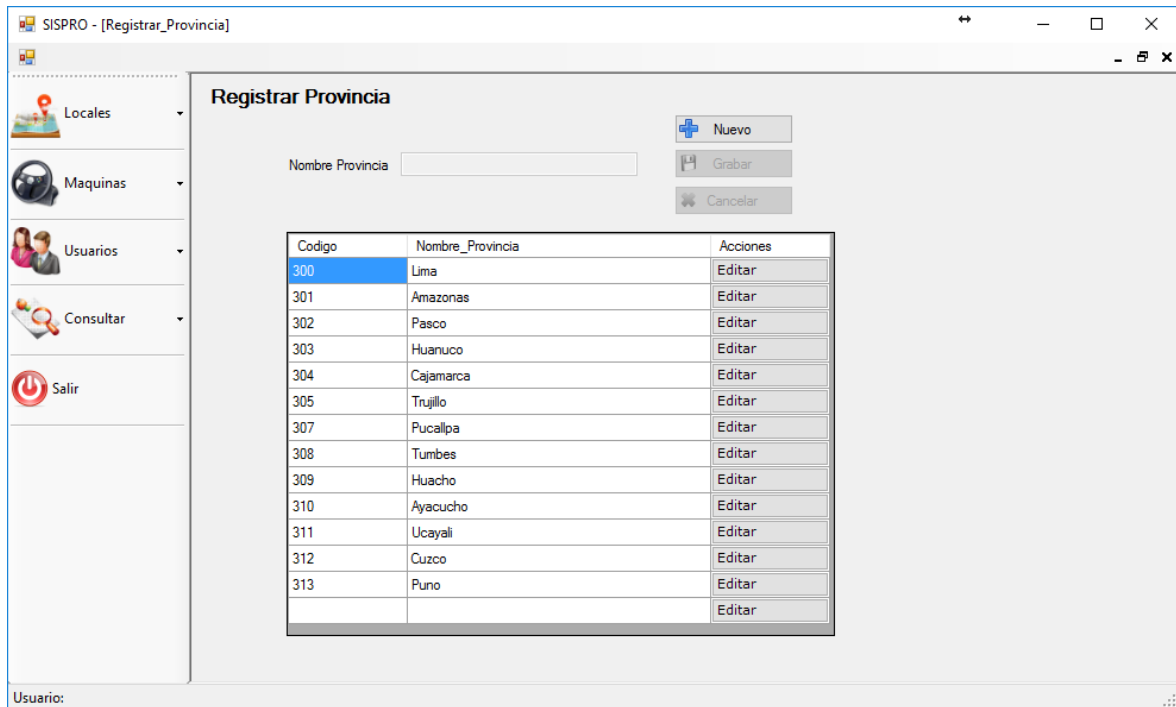 SISPRO - [Registrar_Provincia]
Locales
Maquinas
Usuarios
Consultar
Salir
Registrar Provincia
Nuevo
Nombre Provincia
Grabar
Cancelar
Codigo Nombre_Provincia Acciones
300 Lima Editar
301 Amazonas Editar
302 Pasco Editar
303 Huanuco Editar
304 Cajamarca Editar
305 Trujillo Editar
307 Pucallpa Editar
308 Tumbes Editar
309 Huacho Editar
310 Ayacucho Editar
311 Ucayali Editar
312 Cuzco Editar
313 Puno Editar
Editar
Usuario: